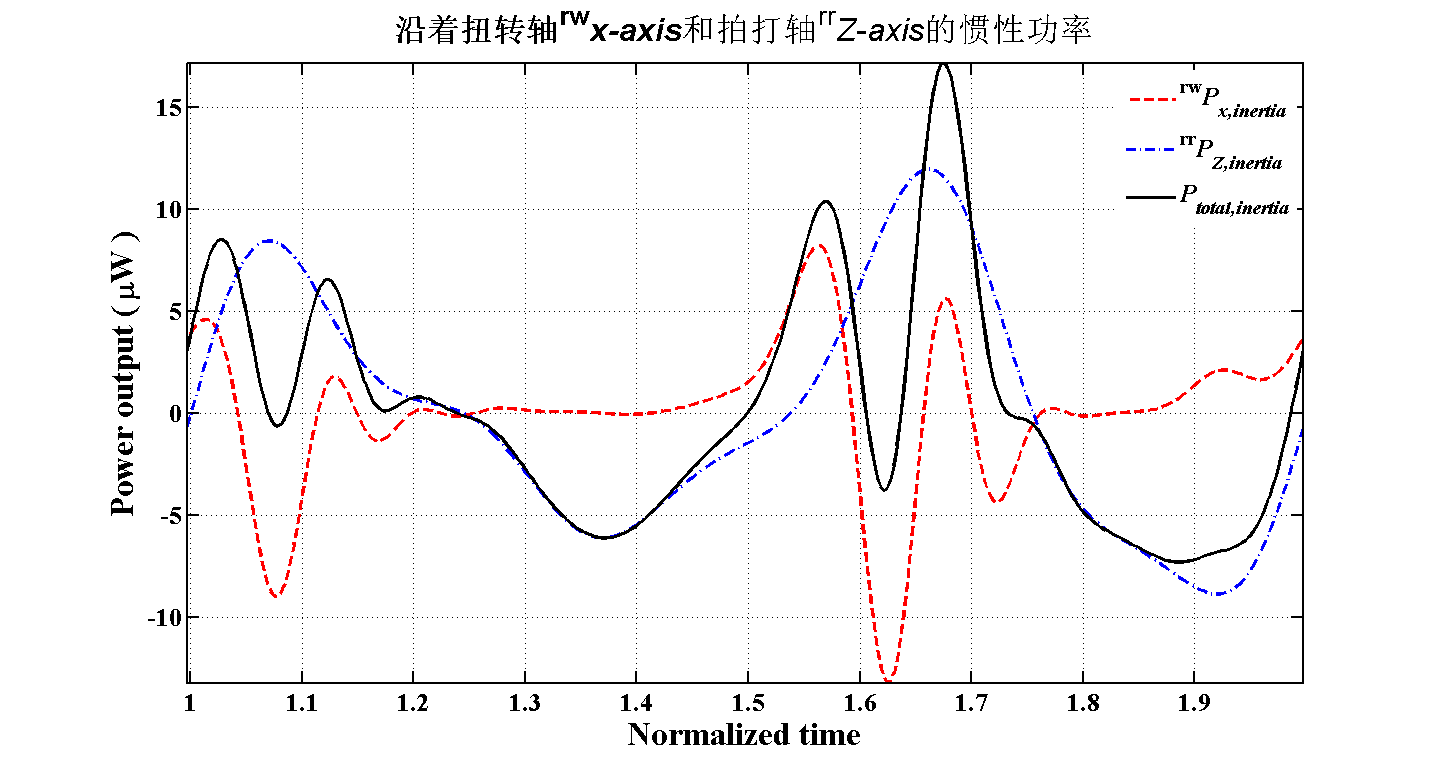 沿着扭转轴rwx-axis和拍打轴rrZ-axis的惯性功率
rwPx,inertia
rrPZ,inertia
Ptotal,inertia
Power output ( μW )
15
10
5
0
-5
-10
1 1.1 1.2 1.3 1.4 1.5 1.6 1.7 1.8 1.9
Normalized time